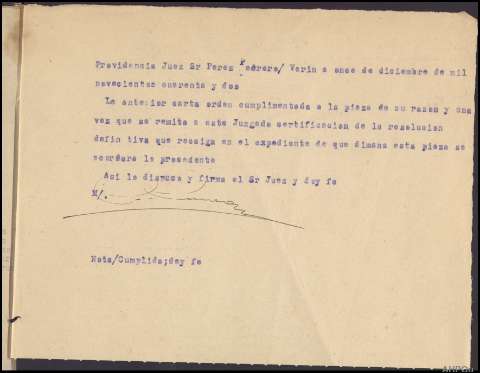 Providencia Juez Sr Perez Serera/ Verin a once de diciembre de mil
novecientos cuarenta y dos
La anterior carta orden cumplimentada a la pieza de su razon y una
vez que se remita a este Juzgado certificacion de la resolucion
definitiva que recaiga en el expediente de que dimana esta pieza se
acordara lo procedente
Asi lo dispuso y firma el Sr Juez y doy fe
M/.
Nota/Cumplida;doy fe